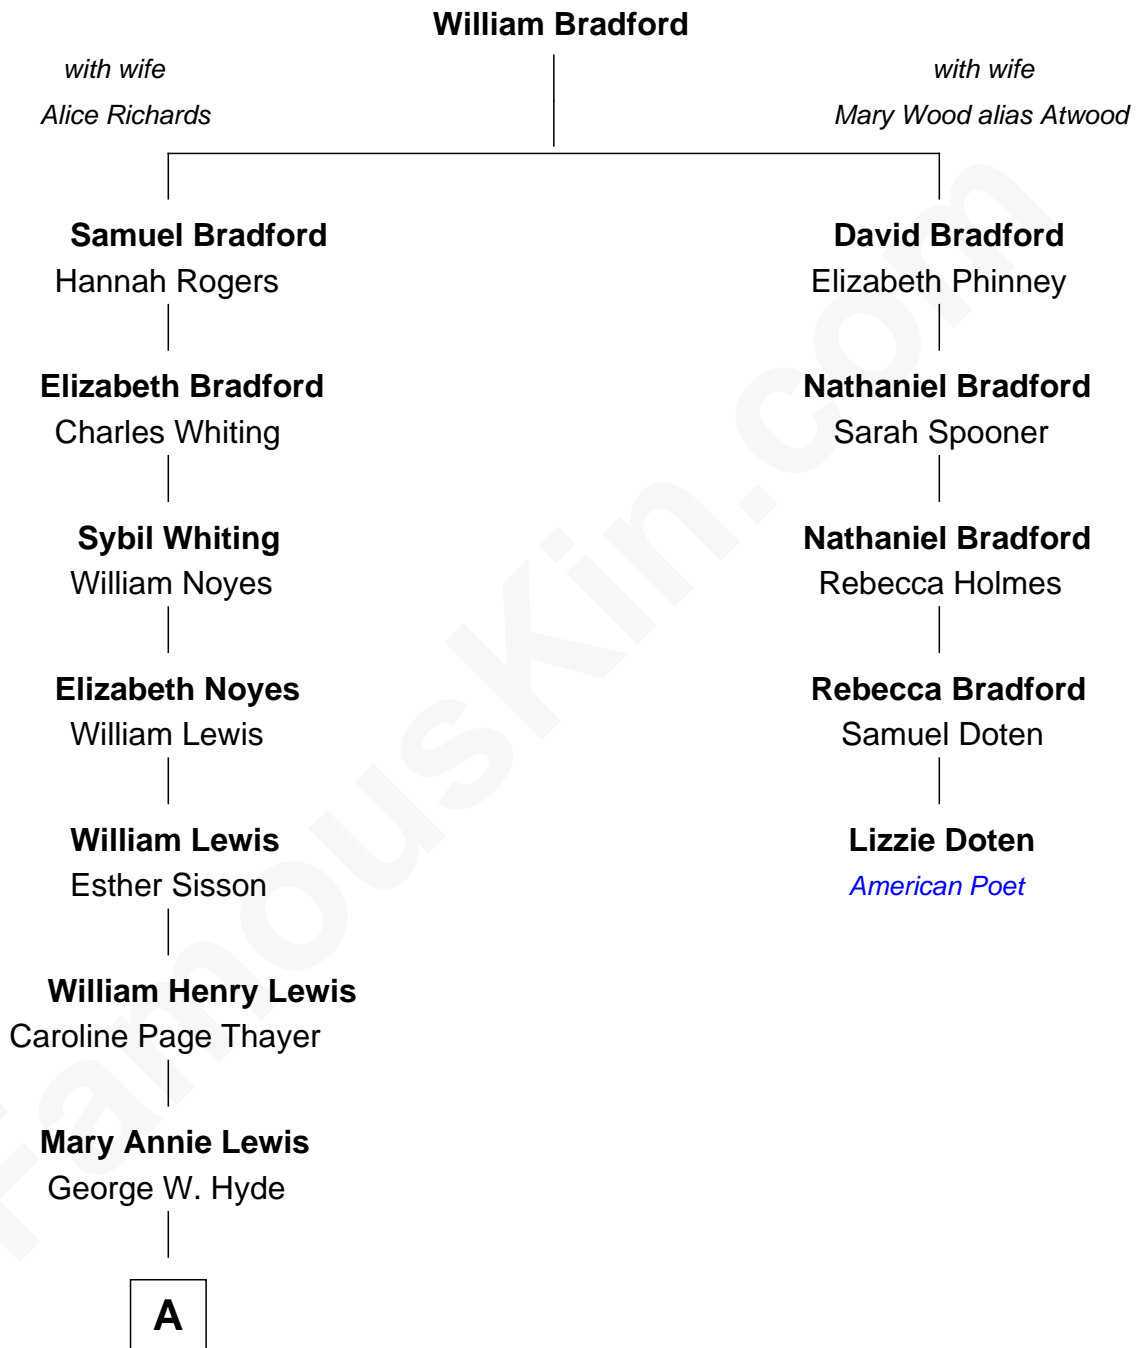 William Bradford
with wife
Alice Richards
with wife
Mary Wood alias Atwood
Samuel Bradford
Hannah Rogers
David Bradford
Elizabeth Phinney
Elizabeth Bradford
Charles Whiting
Nathaniel Bradford
Sarah Spooner
Sybil Whiting
William Noyes
Nathaniel Bradford
Rebecca Holmes
Elizabeth Noyes
William Lewis
Rebecca Bradford
Samuel Doten
William Lewis
Esther Sisson
Lizzie Doten
American Poet
William Henry Lewis
Caroline Page Thayer
Mary Annie Lewis
George W. Hyde
A
FamousKin.com